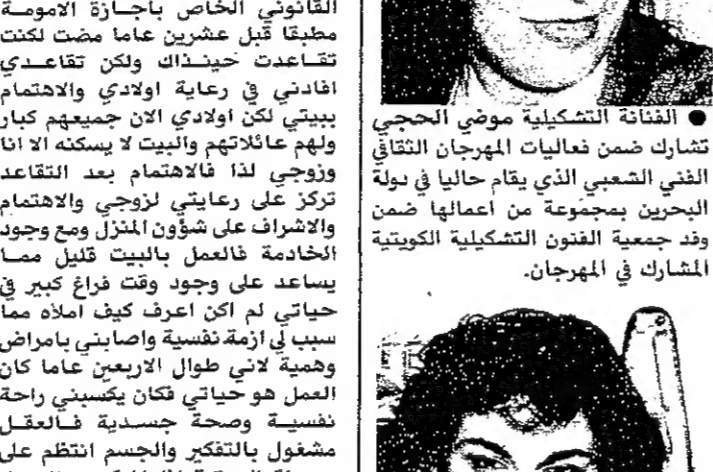 ● الفنانة التشكيلية موضي الحجي
تشارك ضمن فعاليات المهرجان الثقافي
الفني الشعبي الذي يقام حاليا في دولة
البحرين بمجموعة من اعمالها ضمن
وفد جمعية الفنون التشكيلية الكويتية
المشارك في المهرجان.
القانوني الخاص باجازة الامومة
مطبقا قبل عشرين عاما مضت لكنت
تقاعدت حينذاك ولكن تقاعدي
افادني في رعاية اولادي والاهتمام
ببيتي لكن اولادي الان جميعهم كبار
ولهم عائلاتهم والبيت لا يسكنه الا انا
وزوجي لذا فالاهتمام بعد التقاعد
تركز على رعايتي لزوجي والاهتمام
والاشراف على شؤون المنزل ومع وجود
الخادمة فالعمل بالبيت قليل مما
يساعد على وجود وقت فراغ كبير في
حياتي لم اكن اعرف كيف املأه مما
سبب لي ازمة نفسية واصابني بامراض
وهمية لاني طوال الاربعين عاما كان
العمل هو حياتي فكان يكسبني راحة
نفسية وصحة جسدية فالعقل
مشغول بالتفكير والجسم انتظم على